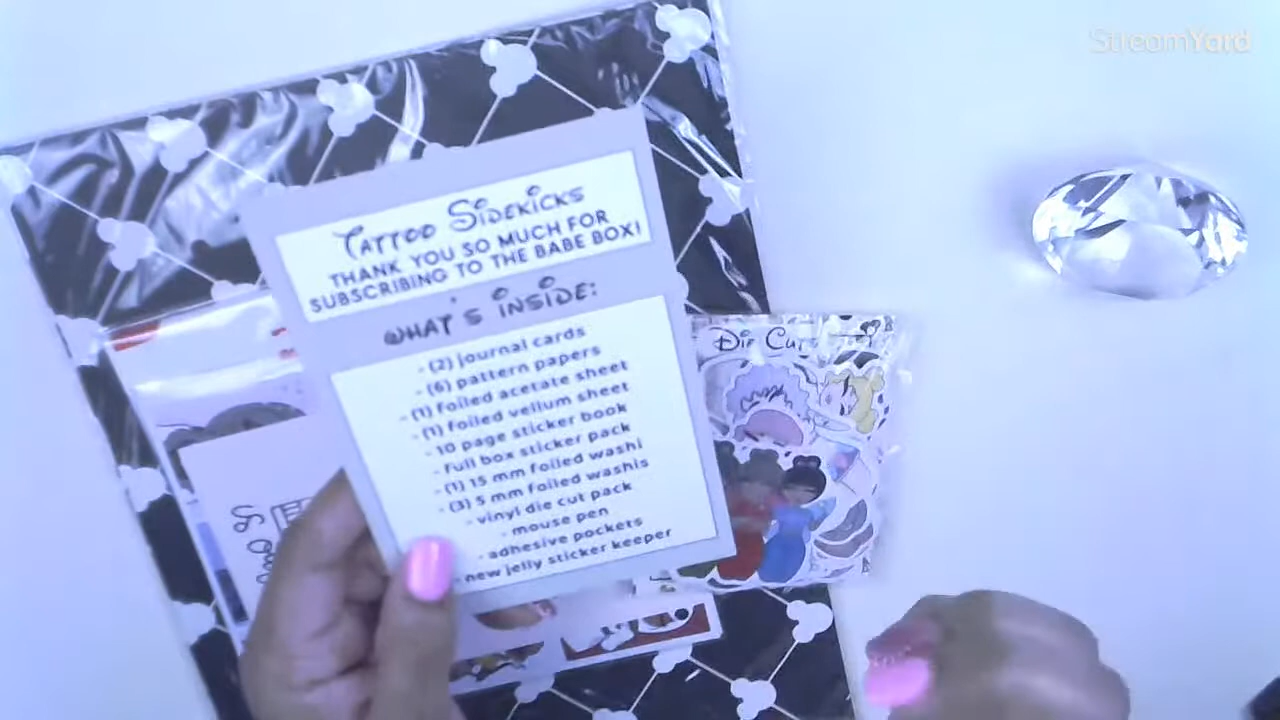 StreamYard
Tattoo Sidekicks
THANK YOU SO MUCH FOR
SUBSCRIBING TO THE BABE BOX!
WHAT'S INSIDE:
- (2) journal cards
- (6) pattern papers
- (1) foiled acetate sheet
- (1) foiled vellum sheet
- 10 page sticker book
- full box sticker pack
- (1) 15 mm foiled washi
- (3) 5 mm foiled washis
- vinyl die cut pack
- mouse pen
- adhesive pockets
- new jelly sticker keeper
Die Cuts